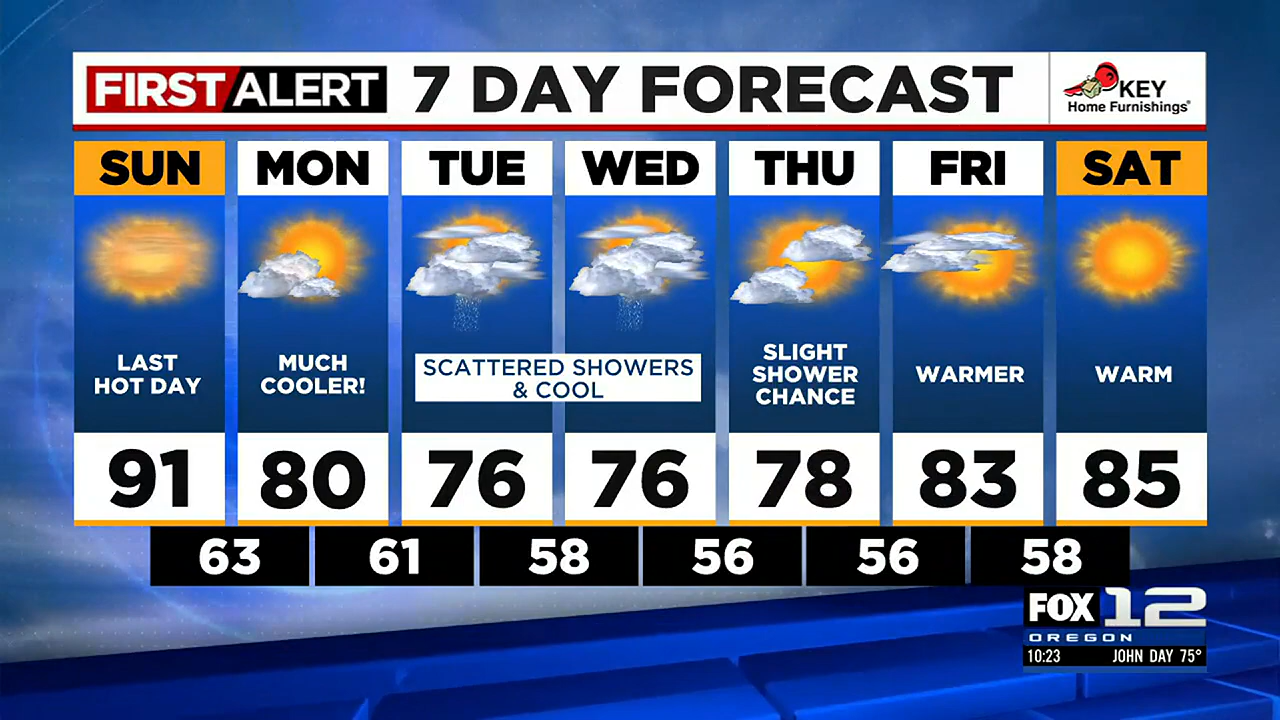 FIRST ALERT 7 DAY FORECAST
KEY
Home Furnishings®
SUN MON TUE WED THU FRI SAT
LAST
HOT DAY
MUCH
COOLER!
SCATTERED SHOWERS
& COOL
SLIGHT
SHOWER
CHANCE
WARMER
WARM
91 80 76 76 78 83 85
63 61 58 56 56 58
FOX 12
OREGON
10:23 JOHN DAY 75°